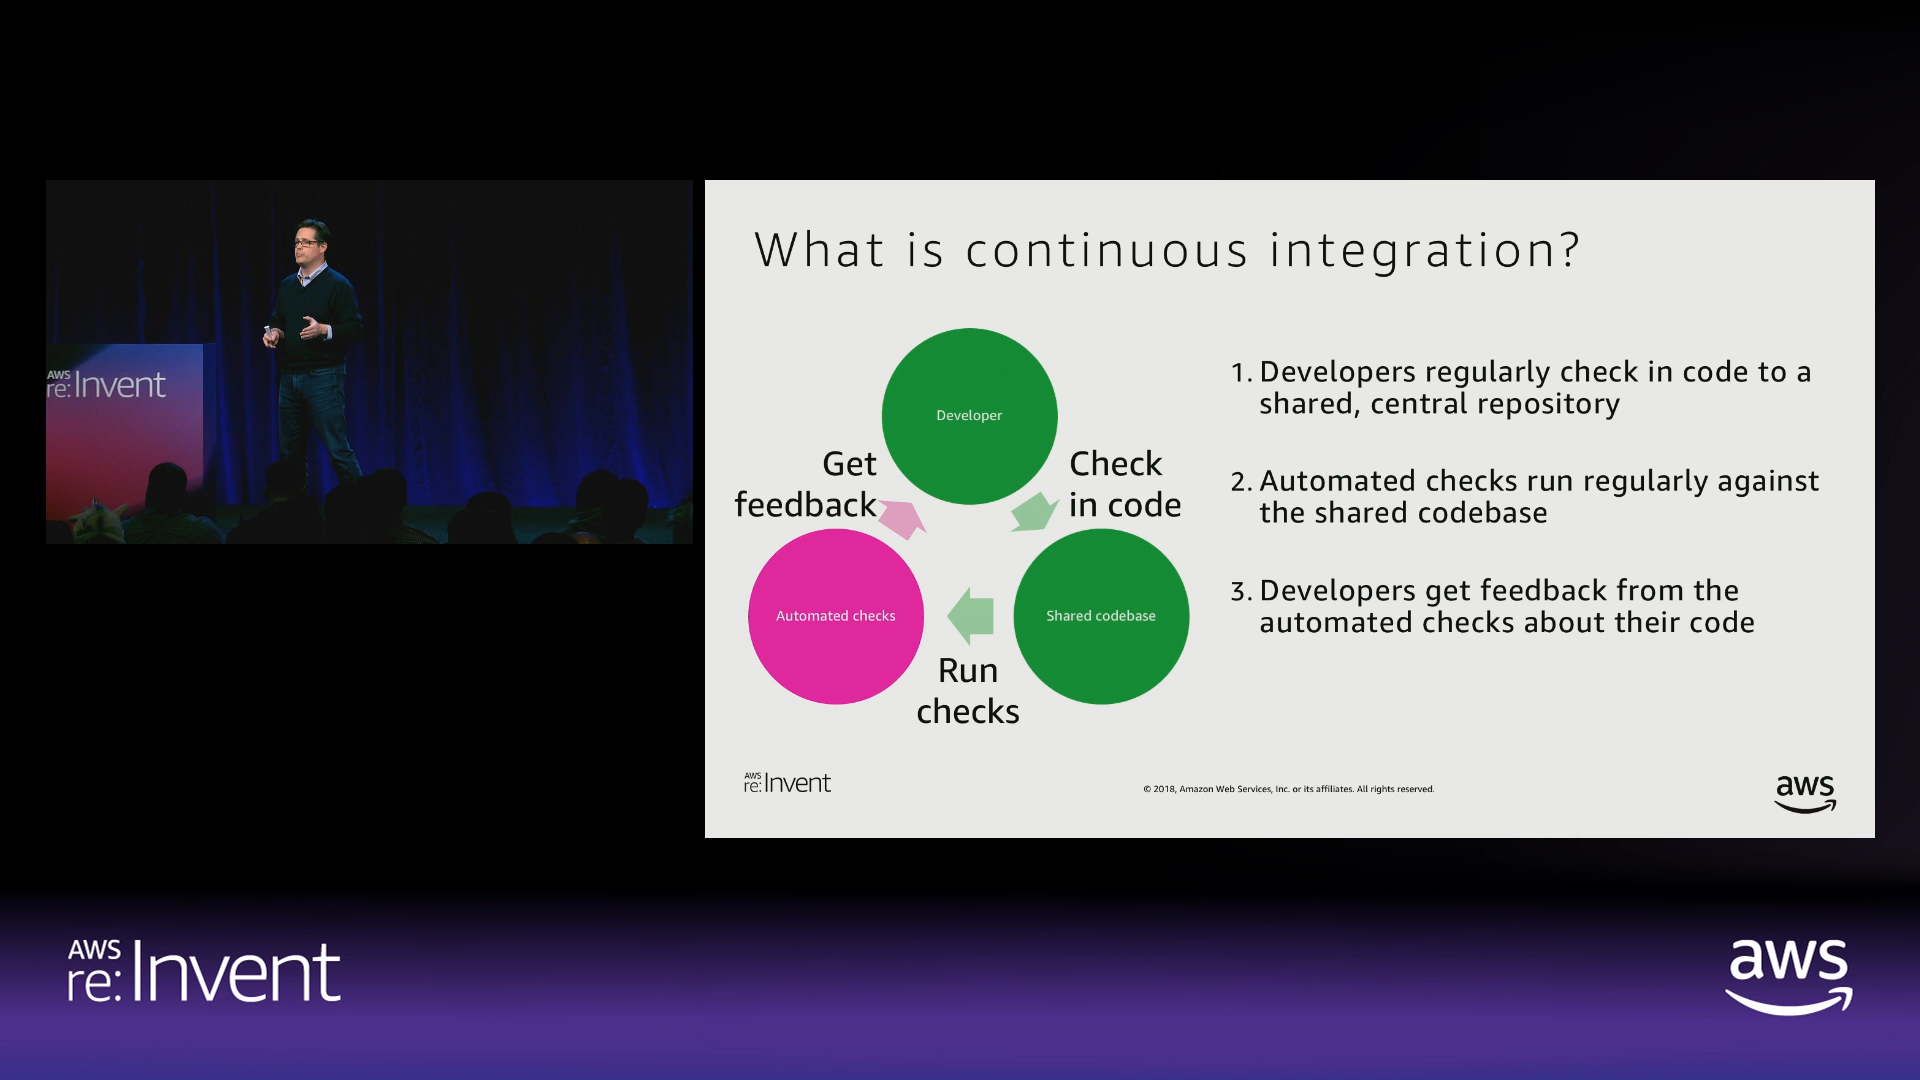 AWS
re:Invent
What is continuous integration?
Developer
Get
feedback
Check
in code
Automated checks
Shared codebase
Run
checks
1. Developers regularly check in code to a
shared, central repository
2. Automated checks run regularly against
the shared codebase
3. Developers get feedback from the
automated checks about their code
AWS
re:Invent
© 2018, Amazon Web Services, Inc. or its affiliates. All rights reserved.
aws
AWS
re:Invent
aws